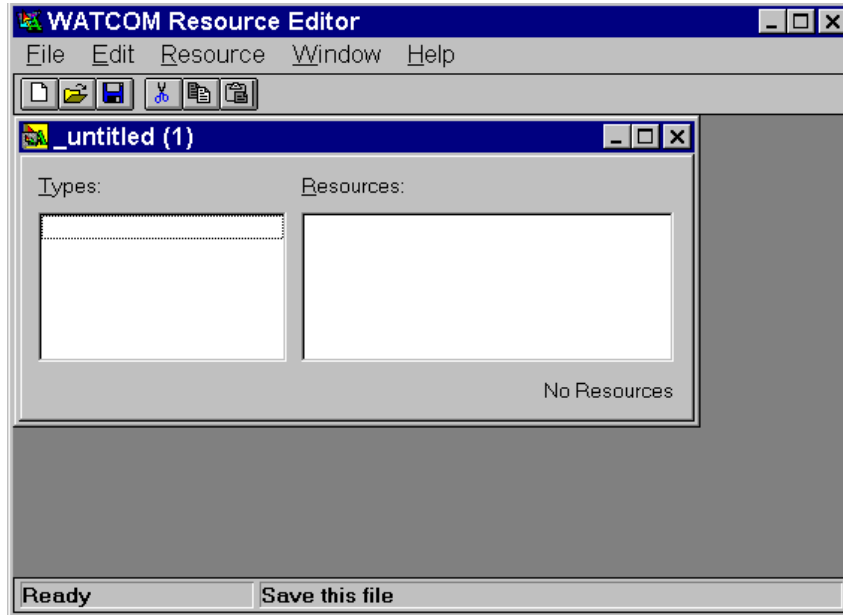 WATCOM Resource Editor
File Edit Resource Window Help
_untitled (1)
Types: Resources:
No Resources
Ready Save this file